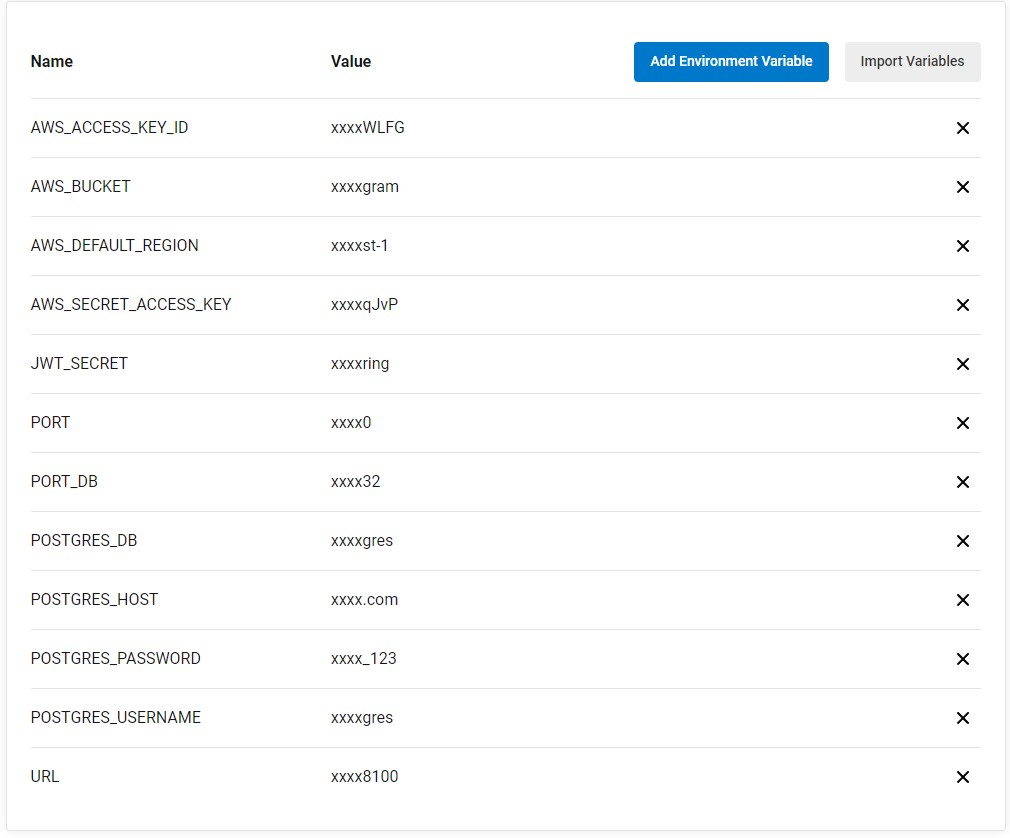 Name Value Add Environment Variable Import Variables
AWS_ACCESS_KEY_ID xxxxWLFG
AWS_BUCKET xxxxgram
AWS_DEFAULT_REGION xxxxst-1
AWS_SECRET_ACCESS_KEY xxxxqJvP
JWT_SECRET xxxxring
PORT xxxx0
PORT_DB xxxx32
POSTGRES_DB xxxxgres
POSTGRES_HOST xxxx.com
POSTGRES_PASSWORD xxxx_123
POSTGRES_USERNAME xxxxgres
URL xxxx8100